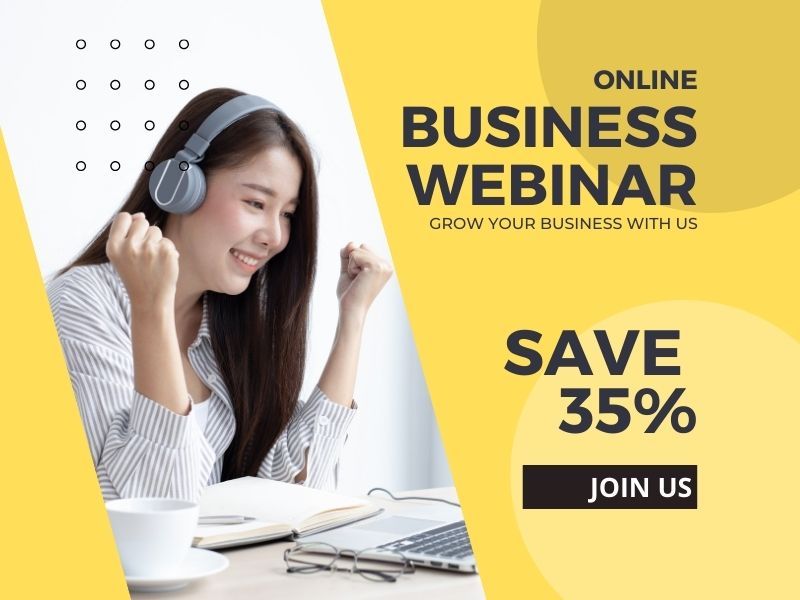 ONLINE
BUSINESS
WEBINAR
GROW YOUR BUSINESS WITH US
SAVE
35%
JOIN US